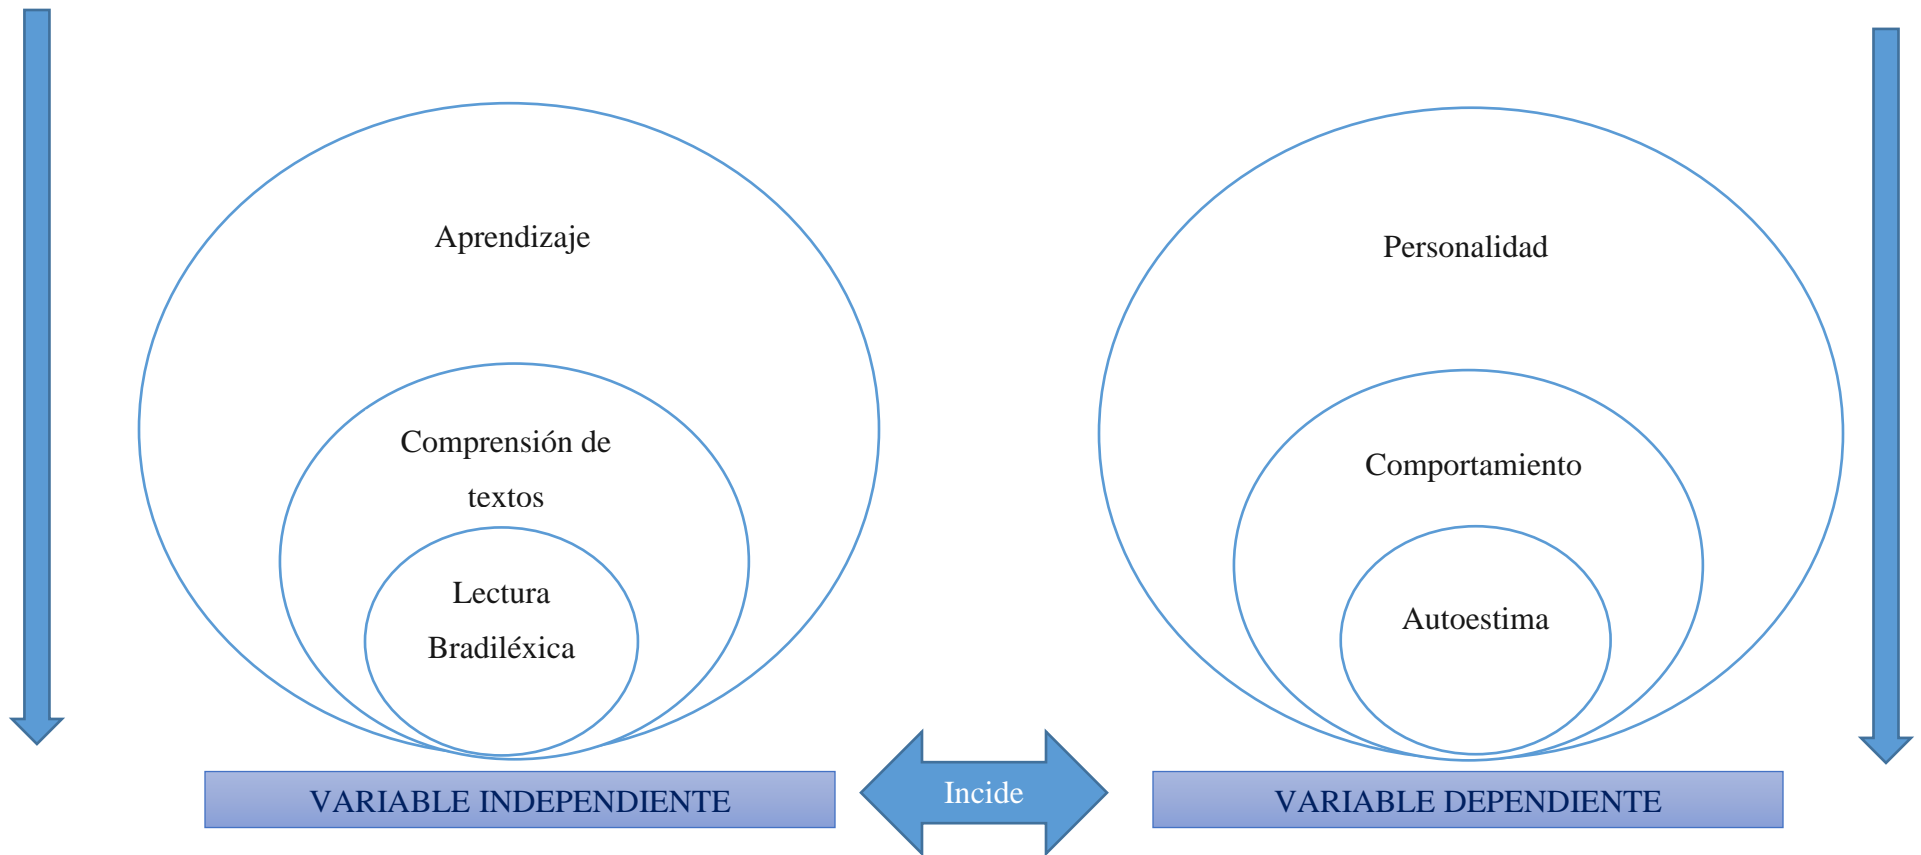 Aprendizaje
Comprensión de
textos
Lectura
Bradiléxica
VARIABLE INDEPENDIENTE
Incide
Personalidad
Comportamiento
Autoestima
VARIABLE DEPENDIENTE